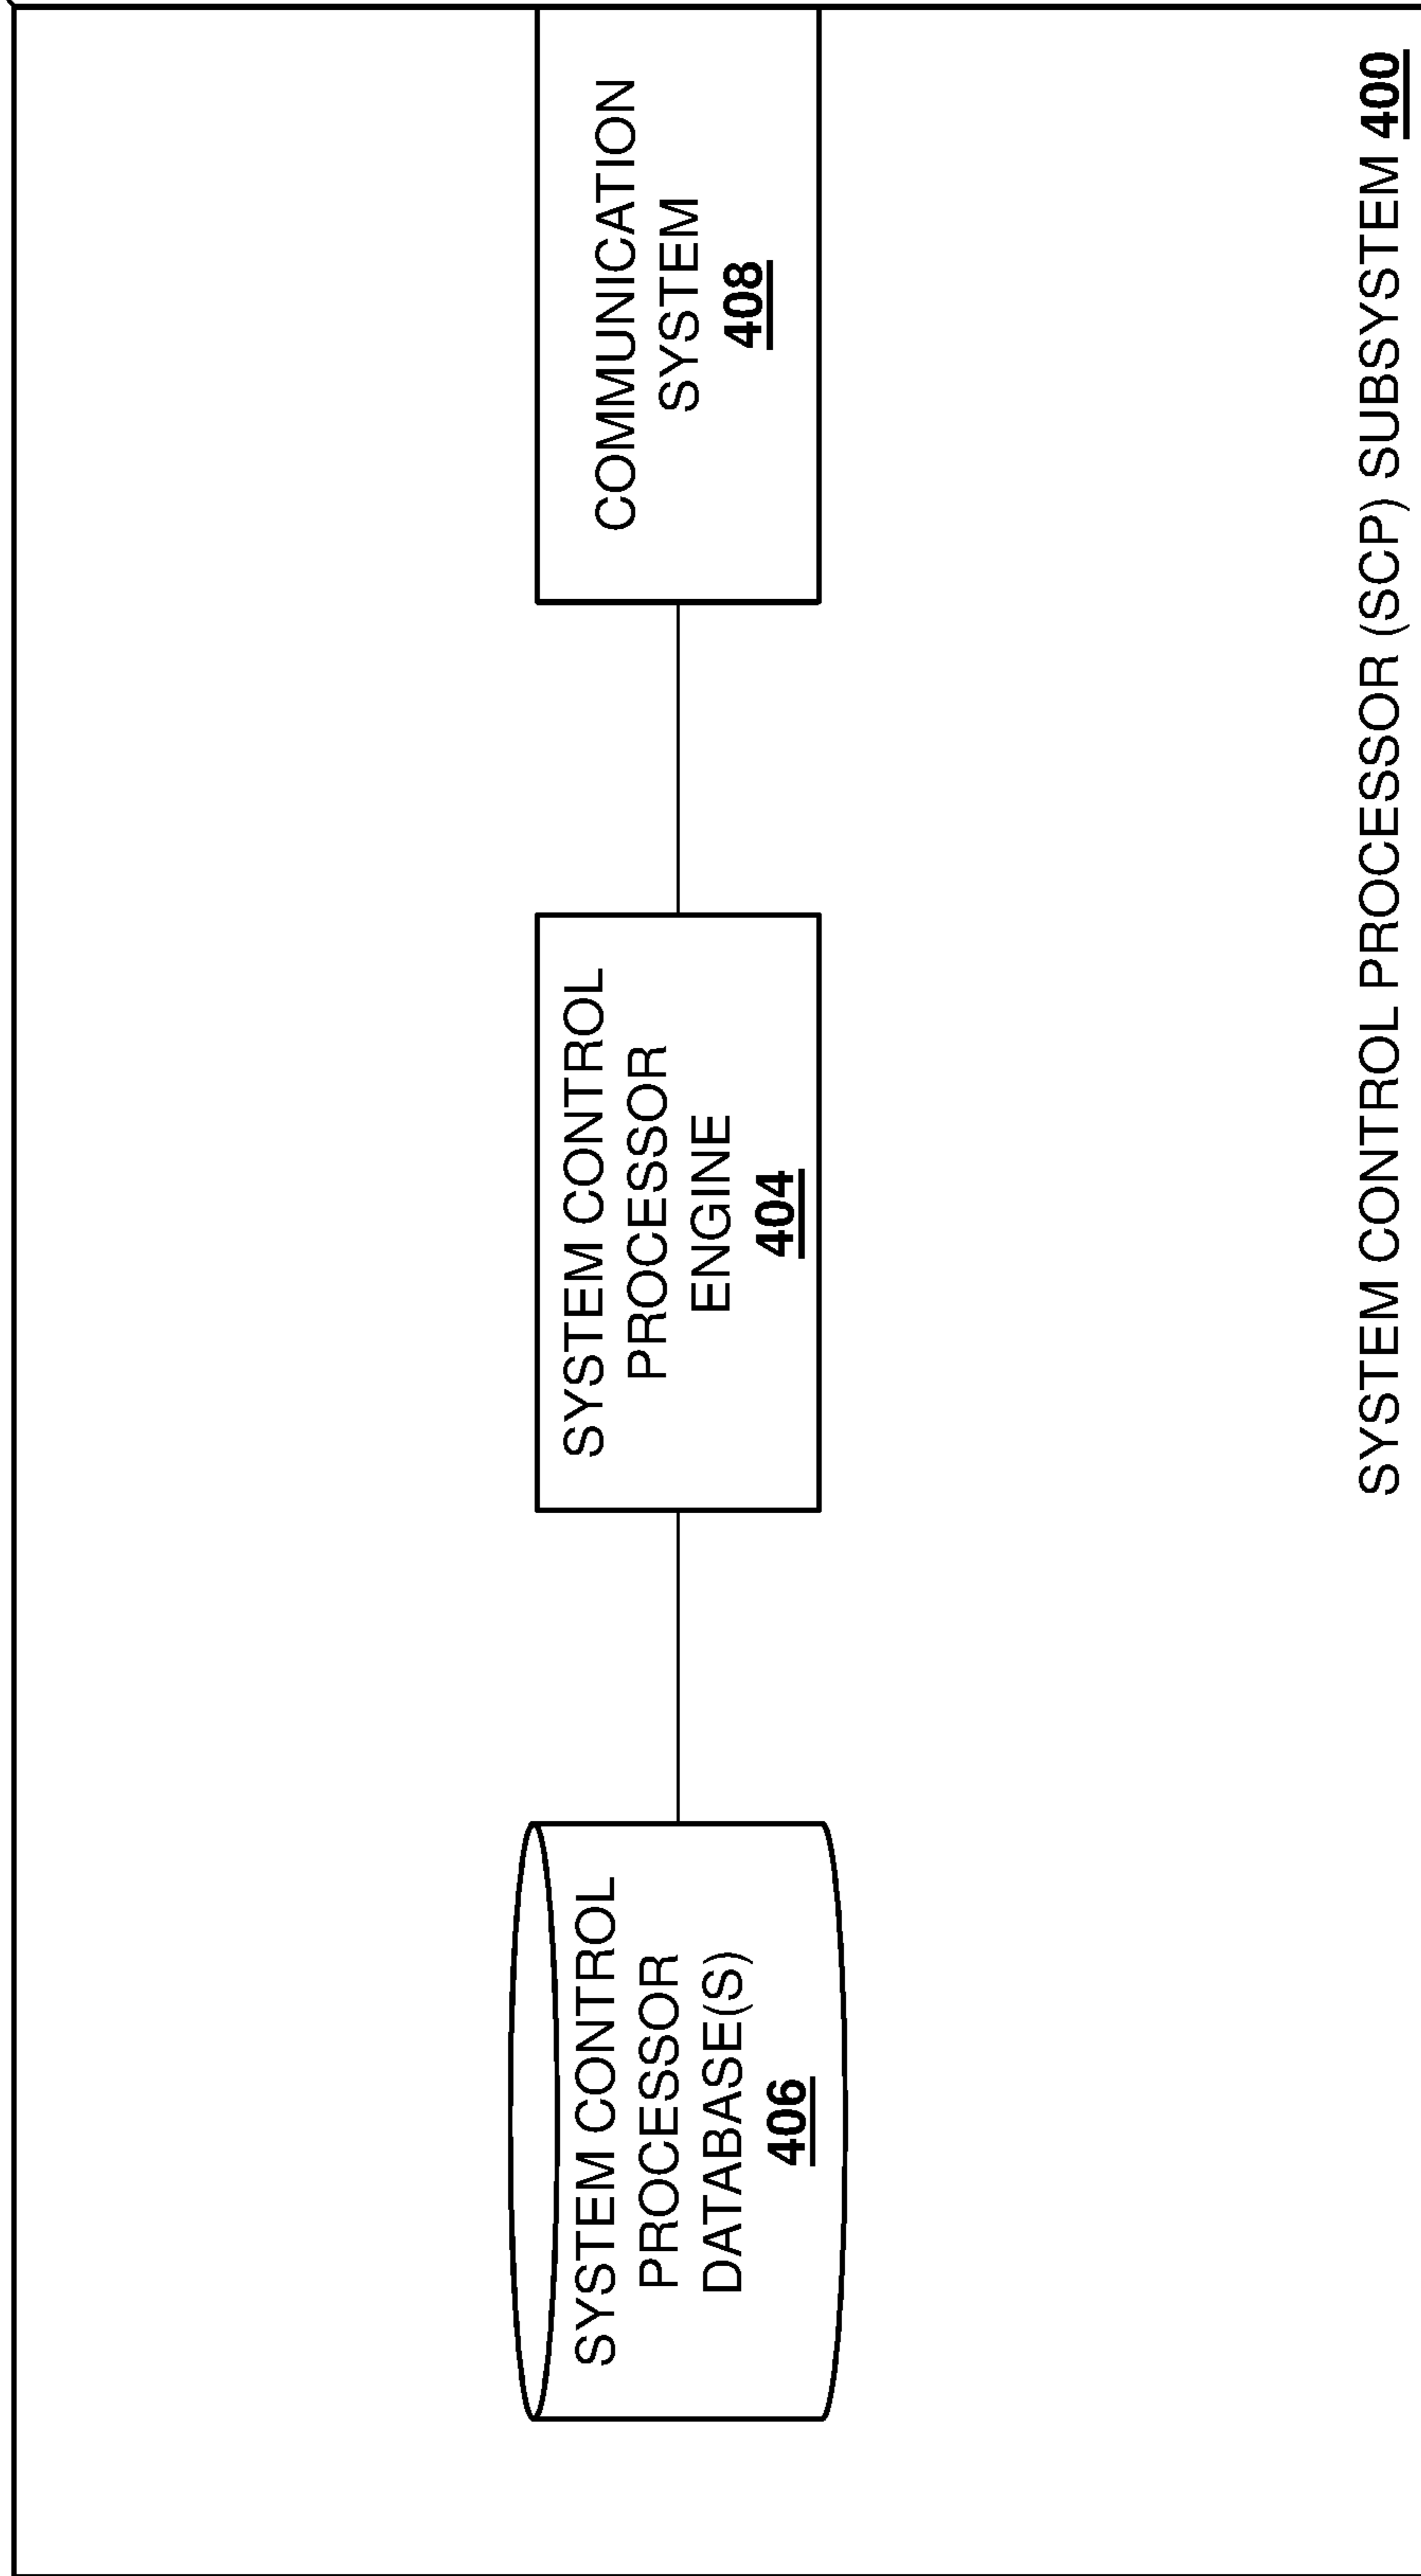 SYSTEM CONTROL
PROCESSOR
DATABASE(S)
406
SYSTEM CONTROL
PROCESSOR
ENGINE
404
COMMUNICATION
SYSTEM
408
SYSTEM CONTROL PROCESSOR (SCP) SUBSYSTEM 400